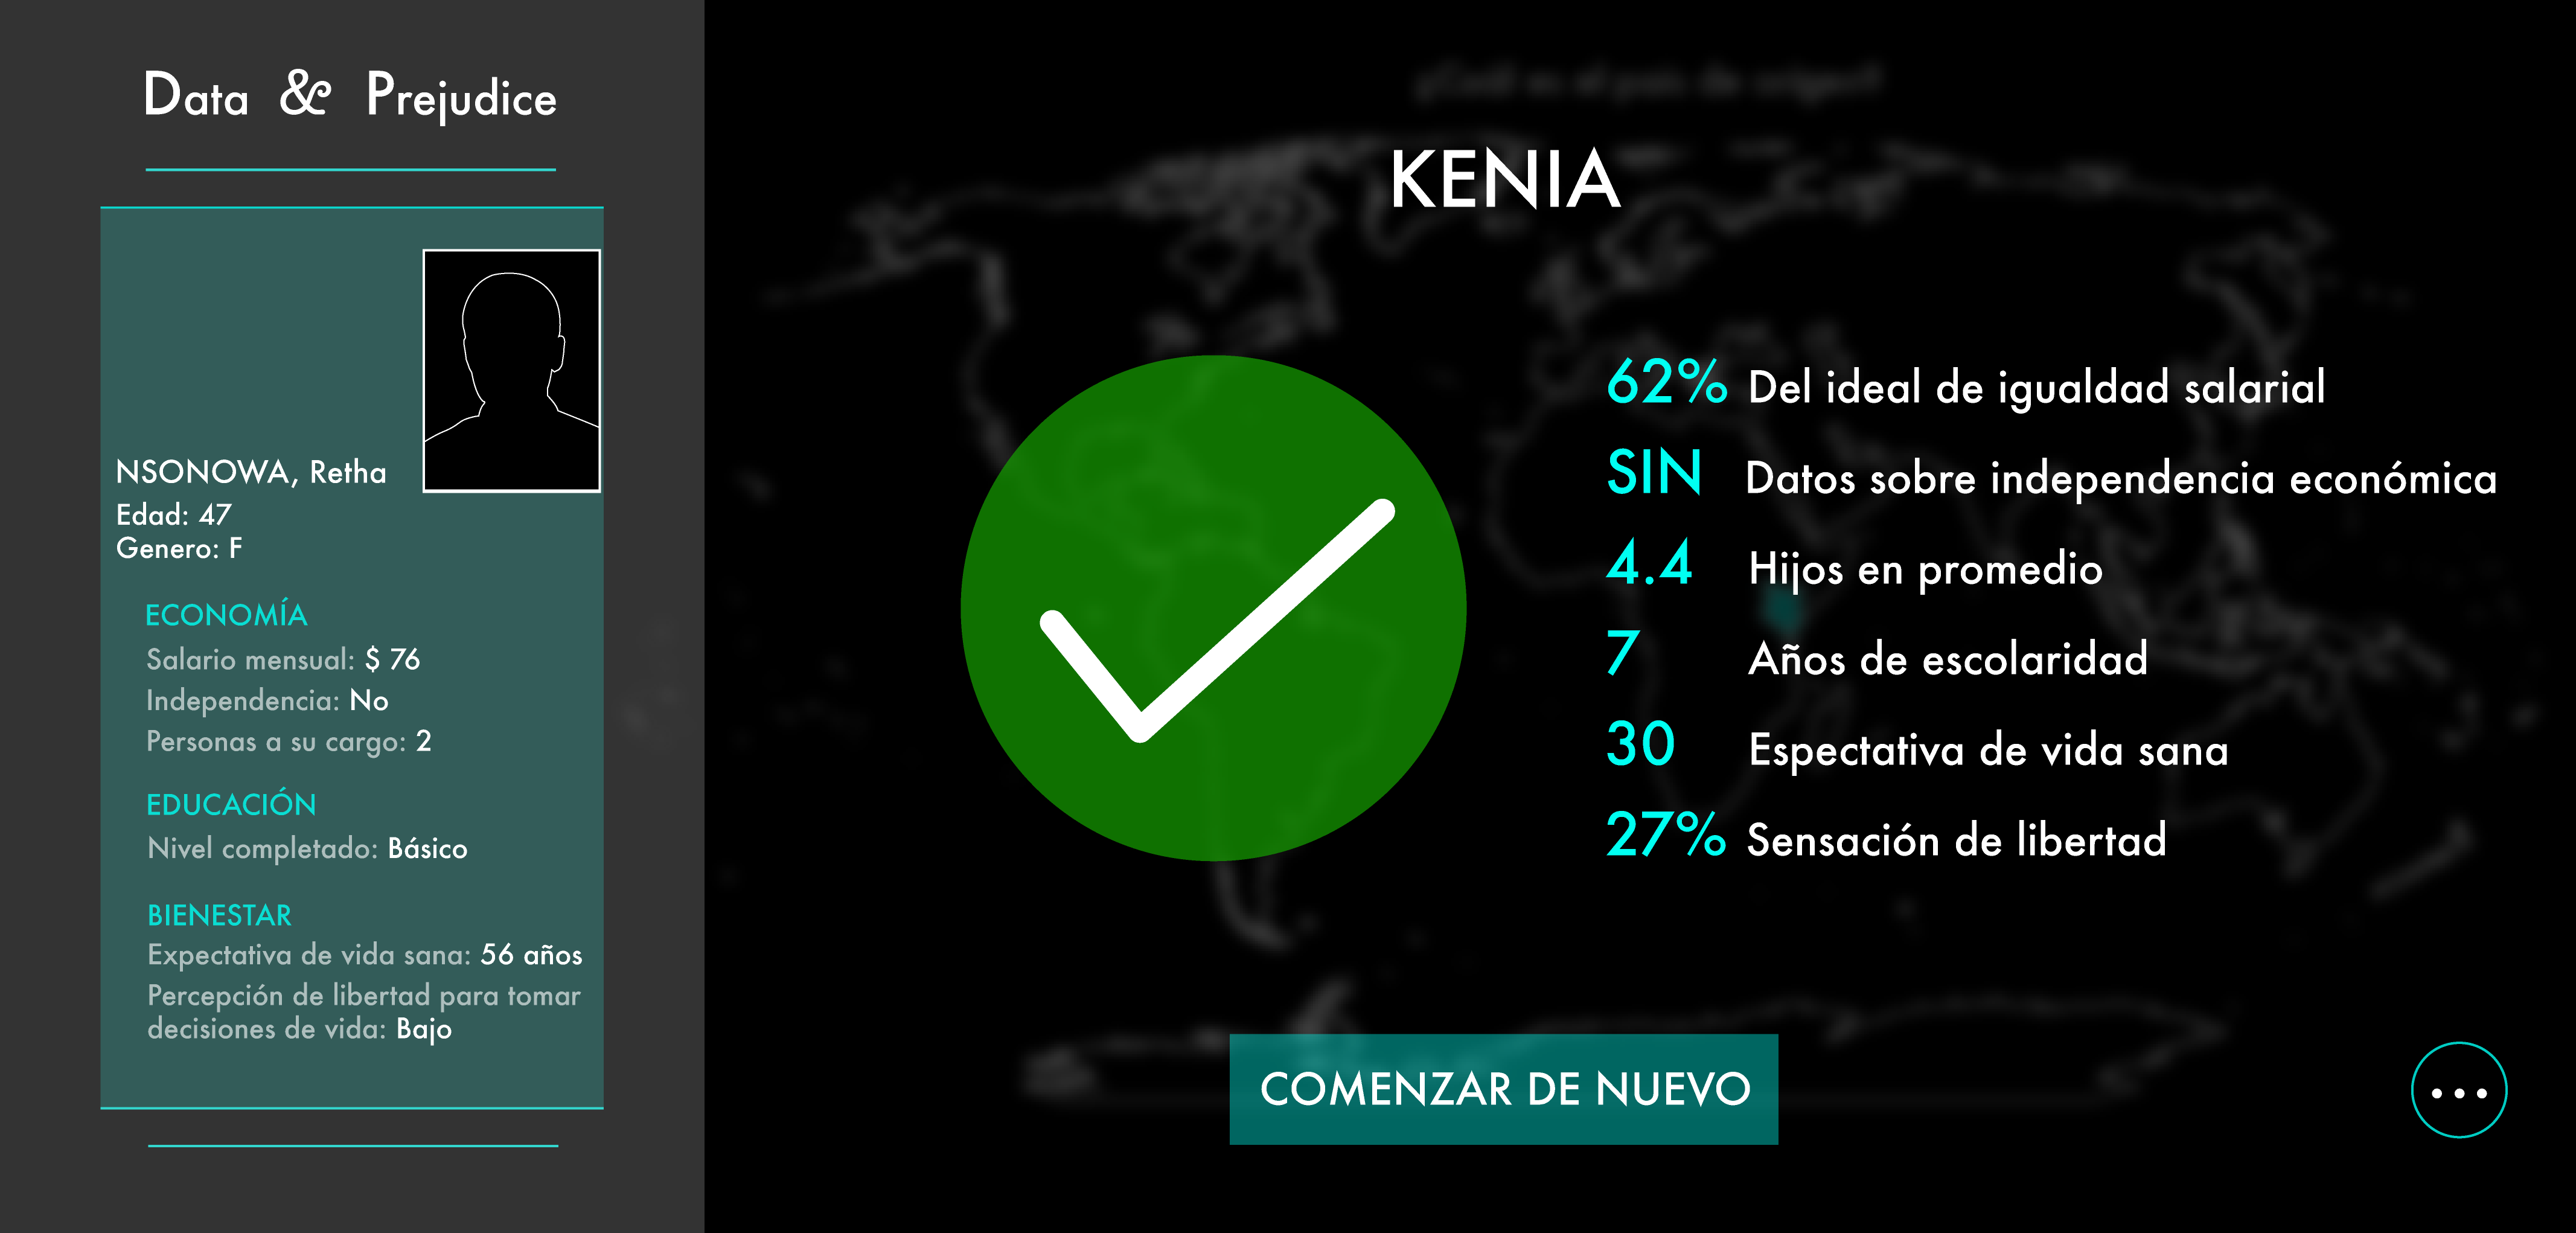 Data & Prejudice
NSONOWA, Retha
Edad: 47
Genero: F
ECONOMÍA
Salario mensual: $ 76
Independencia: No
Personas a su cargo: 2
EDUCACIÓN
Nivel completado: Básico
BIENESTAR
Expectativa de vida sana: 56 años
Percepción de libertad para tomar
decisiones de vida: Bajo
¿Cuál es el país de origen?
KENIA
62% Del ideal de igualdad salarial
SIN Datos sobre independencia económica
4.4 Hijos en promedio
7 Años de escolaridad
30 Espectativa de vida sana
27% Sensación de libertad
COMENZAR DE NUEVO